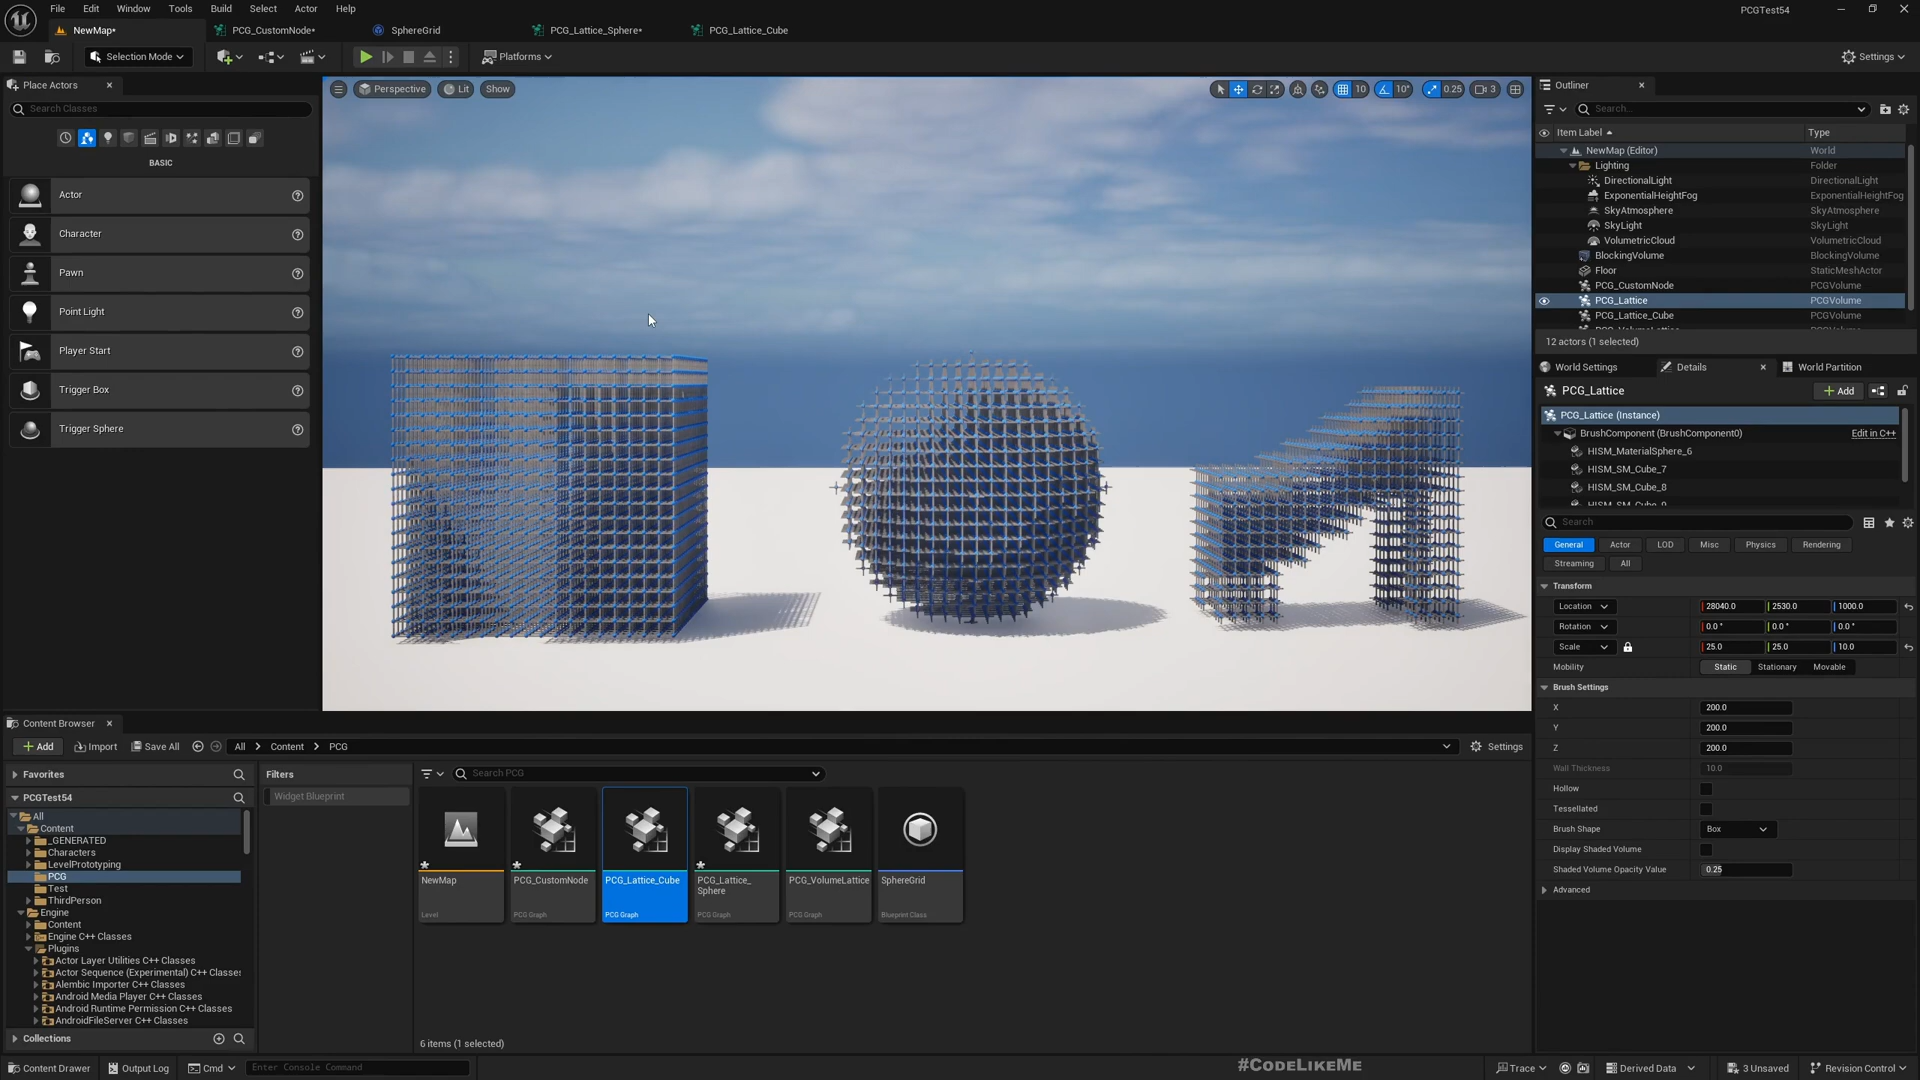 File Edit Window Tools Build Select Actor Help
PCGTest54
NewMap•
PCG_CustomNode•
SphereGrid
PCG_Lattice_Sphere•
PCG_Lattice_Cube
Selection Mode
Platforms
Settings
Place Actors
Search Classes
BASIC
Actor
Character
Pawn
Point Light
Player Start
Trigger Box
Trigger Sphere
Perspective
Lit
Show
10
10°
0.25
3
Outliner
Search...
Item Label
Type
NewMap (Editor) World
Lighting Folder
DirectionalLight DirectionalLight
ExponentialHeightFog ExponentialHeightFog
SkyAtmosphere SkyAtmosphere
SkyLight SkyLight
VolumetricCloud VolumetricCloud
BlockingVolume BlockingVolume
Floor StaticMeshActor
PCG_CustomNode PCGVolume
PCG_Lattice PCGVolume
PCG_Lattice_Cube PCGVolume
12 actors (1 selected)
World Settings
Details
World Partition
PCG_Lattice
Add
PCG_Lattice (Instance)
BrushComponent (BrushComponent0) Edit in C++
HISM_MaterialSphere_6
HISM_SM_Cube_7
HISM_SM_Cube_8
Search
General Actor LOD Misc Physics Rendering
Streaming All
Transform
Location 28040.0 2530.0 1000.0
Rotation 0.0° 0.0° 0.0°
Scale 25.0 25.0 10.0
Mobility Static Stationary Movable
Brush Settings
X 200.0
Y 200.0
Z 200.0
Wall Thickness 10.0
Hollow
Tessellated
Brush Shape Box
Display Shaded Volume
Shaded Volume Opacity Value 0.25
Advanced
Content Browser
Add
Import
Save All
All
Content
PCG
Settings
Favorites
PCGTest54
All
Content
_GENERATED
Characters
LevelPrototyping
PCG
Test
ThirdPerson
Engine
Content
Engine C++ Classes
Plugins
Actor Layer Utilities C++ Classes
Actor Sequence (Experimental) C++ Classes
Alembic Importer C++ Classes
Android Media Player C++ Classes
Android Runtime Permission C++ Classes
AndroidFileServer C++ Classes
Collections
Filters
Widget Blueprint
Search PCG
NewMap
Level
PCG_CustomNode
PCG Graph
PCG_Lattice_Cube
PCG Graph
PCG_Lattice_
Sphere
PCG Graph
PCG_VolumeLattice
PCG Graph
SphereGrid
Blueprint Class
6 items (1 selected)
Content Drawer
Output Log
Cmd
Enter Console Command
#CodeLikeMe
Trace
Derived Data
3 Unsaved
Revision Control